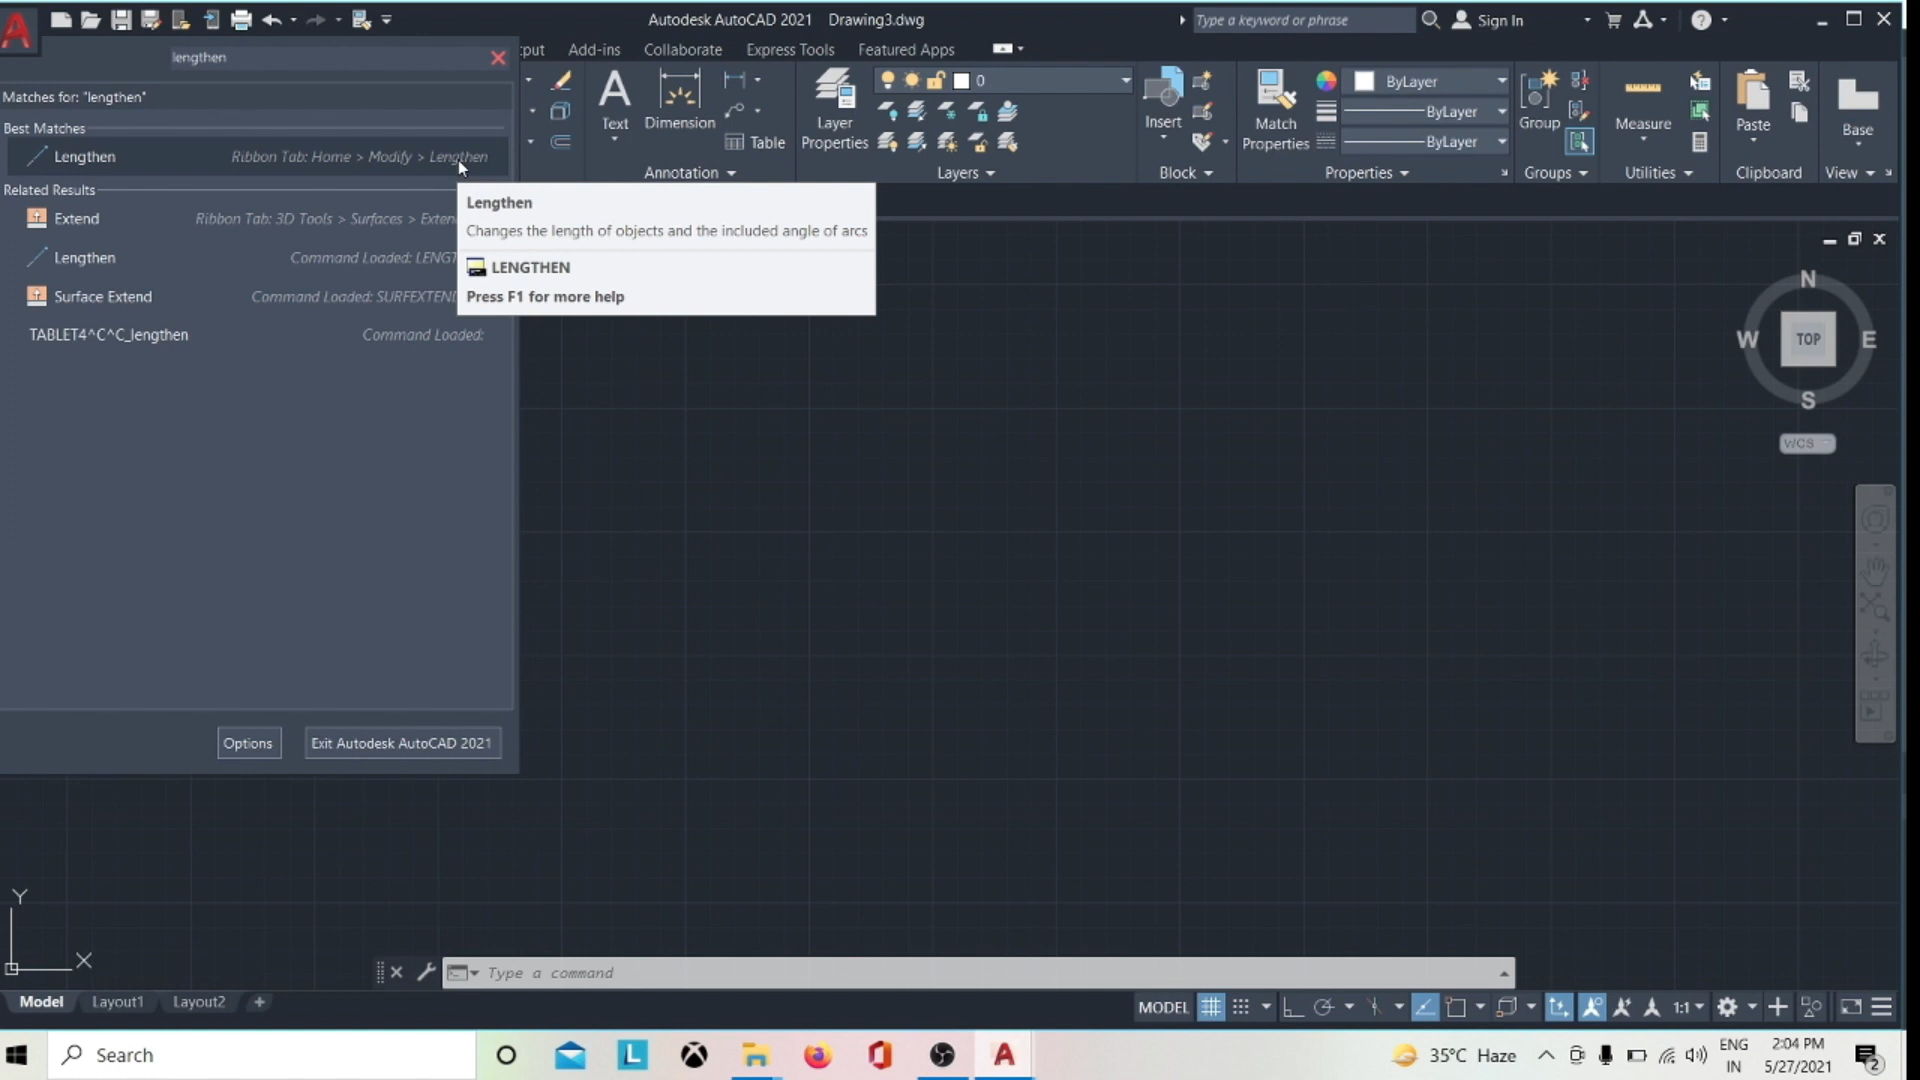 Autodesk AutoCAD 2021 Drawing3.dwg
Type a keyword or phrase
Sign In
lengthen
Add-ins
Collaborate
Express Tools
Featured Apps
Matches for: "lengthen"
Best Matches
Lengthen Ribbon Tab: Home > Modify > Lengthen
Related Results
Extend Ribbon Tab: 3D Tools > Surfaces >
Lengthen Command Loaded:
Surface Extend Command Loaded:
TABLET4^C^C_lengthen Command Loaded:
Options
Exit Autodesk AutoCAD 2021
Lengthen
Changes the length of objects and the included angle of arcs
LENGTHEN
Press F1 for more help
Text
Dimension
Table
Annotation
Layer
Properties
0
Layers
Insert
Block
Match
Properties
ByLayer
ByLayer
ByLayer
Properties
Group
Groups
Measure
Utilities
Paste
Clipboard
Base
View
N
W
TOP
E
S
WCS
Y
X
Type a command
Model
Layout1
Layout2
MODEL
1:1
Search
L
35°C Haze
ENG
IN
2:04 PM
5/27/2021
2